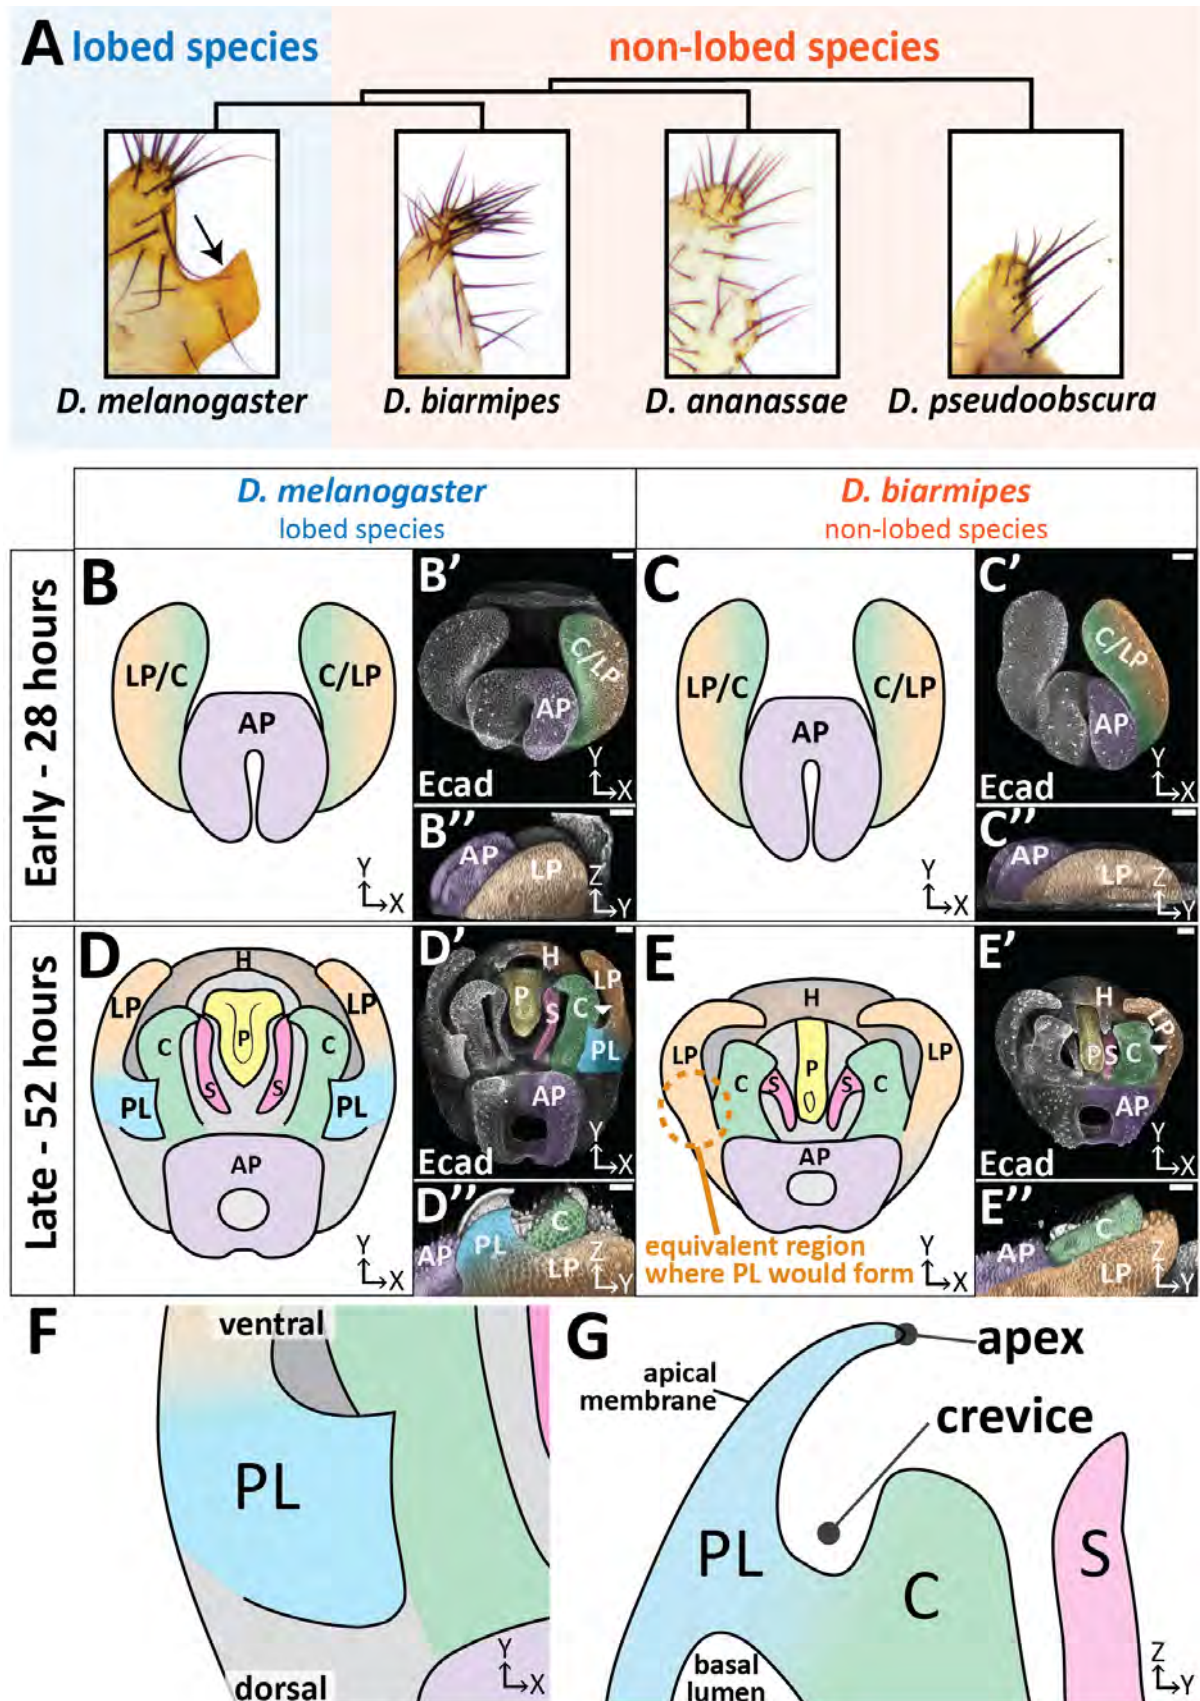 A lobed species
non-lobed species
D. melanogaster
D. biarmipes
D. ananassae
D. pseudoobscura
D. melanogaster
lobed species
D. biarmipes
non-lobed species
Early - 28 hours
B
LP/C
C/LP
AP
Y
X
B'
C/LP
AP
Ecad
Y
X
B''
AP
LP
Z
Y
C
LP/C
C/LP
AP
Y
X
C'
C/LP
AP
Ecad
Y
X
C''
AP
LP
Z
Y
Late - 52 hours
D
H
LP
LP
P
C
C
S
S
PL
PL
AP
Y
X
D'
H
LP
P
S
C
PL
AP
Ecad
Y
X
D''
C
AP
PL
LP
Z
Y
E
H
LP
LP
P
C
S
S
C
AP
equivalent region
where PL would form
Y
X
E'
H
LP
P
S
C
AP
Ecad
Y
X
E''
C
AP
LP
Z
Y
F
ventral
PL
dorsal
Y
X
G
apex
apical
membrane
crevice
PL
C
S
basal
lumen
Z
Y